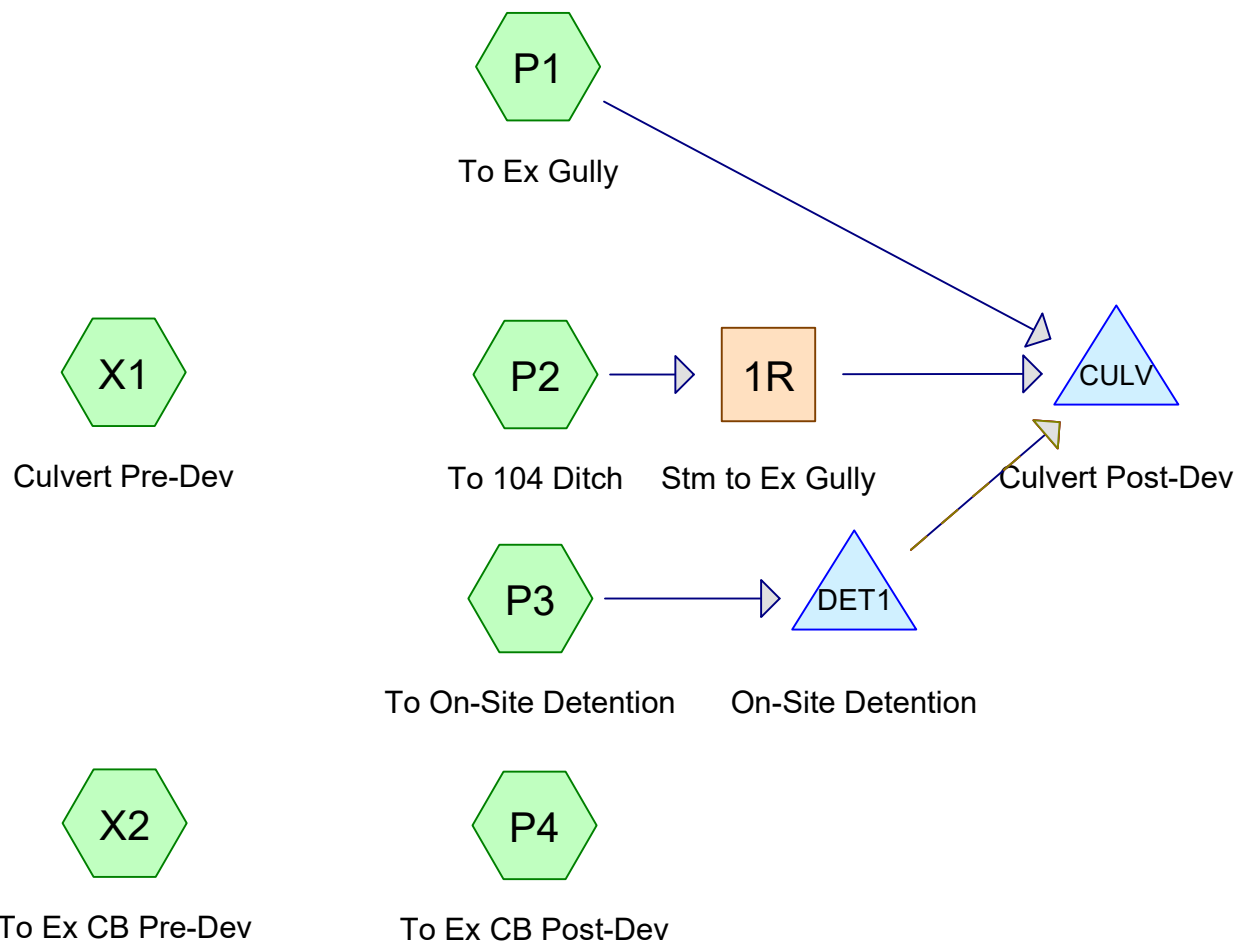 P1
To Ex Gully
X1
Culvert Pre-Dev
P2
To 104 Ditch
1R
Stm to Ex Gully
CULV
Culvert Post-Dev
P3
To On-Site Detention
DET1
On-Site Detention
X2
To Ex CB Pre-Dev
P4
To Ex CB Post-Dev